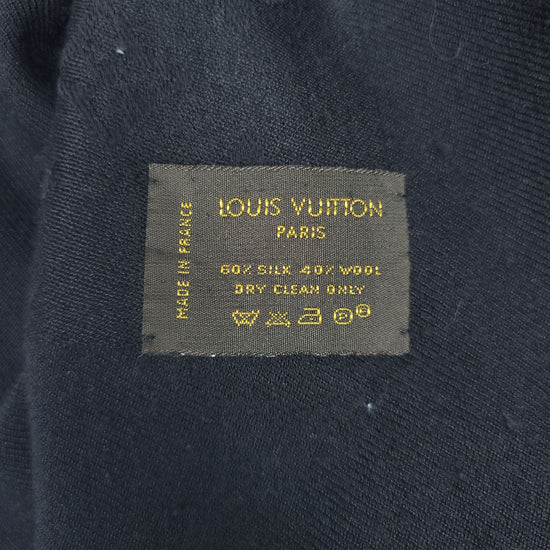 LOUIS VUITTON
PARIS
60% SILK 40% WOOL
DRY CLEAN ONLY
MADE IN FRANCE